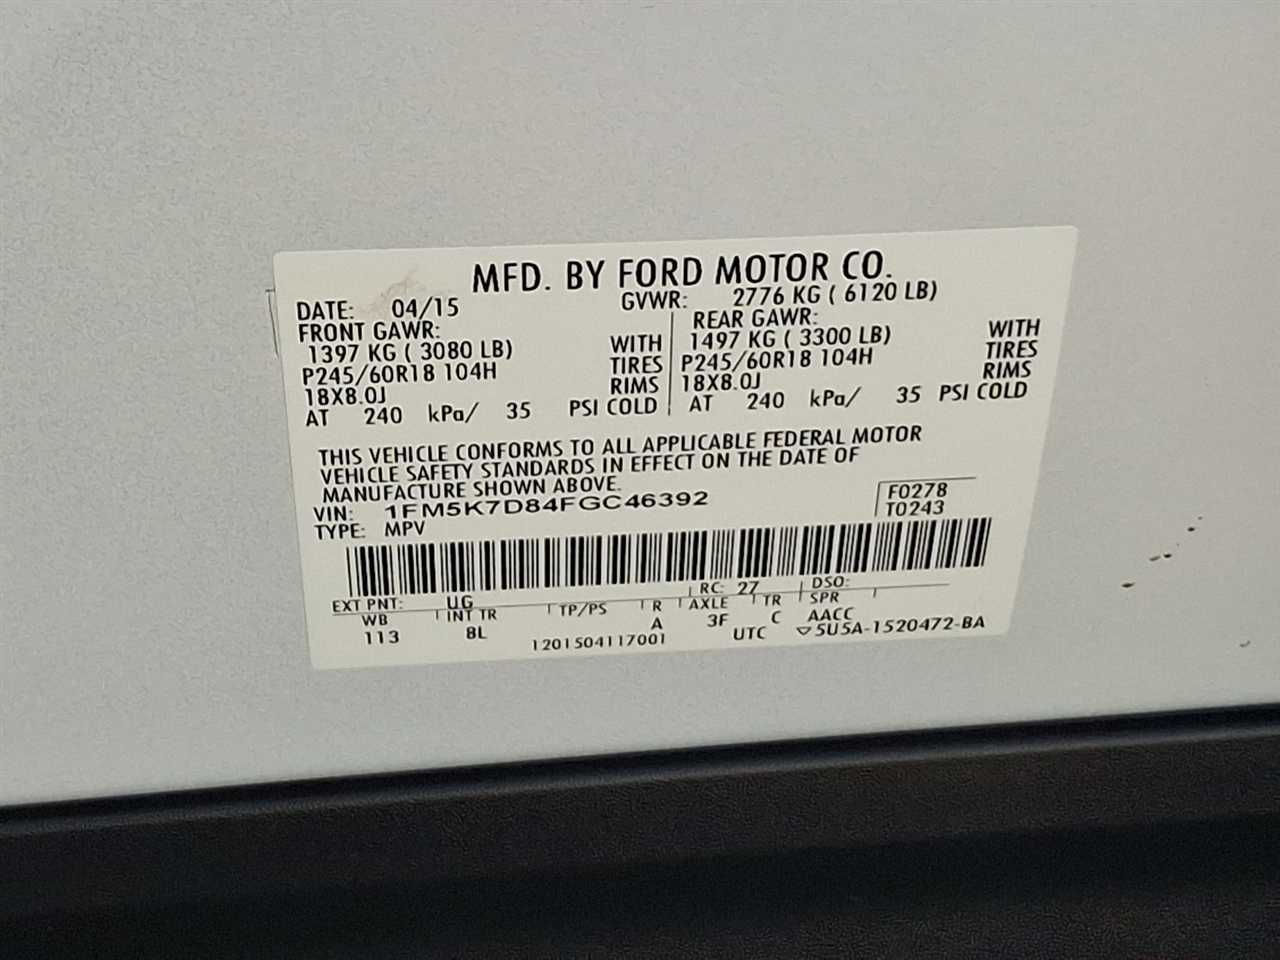 MFD. BY FORD MOTOR CO.
DATE: 04/15 GVWR: 2776 KG ( 6120 LB)
FRONT GAWR: REAR GAWR:
1397 KG ( 3080 LB) WITH 1497 KG ( 3300 LB) WITH
P245/60R18 104H TIRES P245/60R18 104H TIRES
18X8.0J RIMS 18X8.0J RIMS
AT 240 kPa/ 35 PSI COLD AT 240 kPa/ 35 PSI COLD
THIS VEHICLE CONFORMS TO ALL APPLICABLE FEDERAL MOTOR
VEHICLE SAFETY STANDARDS IN EFFECT ON THE DATE OF
MANUFACTURE SHOWN ABOVE.
VIN: 1FM5K7D84FGC46392 F0278
TYPE: MPV T0243
EXT PNT: UG RC: 27 DSO:
WB INT TR TP/PS R AXLE TR SPR
113 8L A 3F C AACC
1201504117001 UTC ▽5U5A-1520472-BA